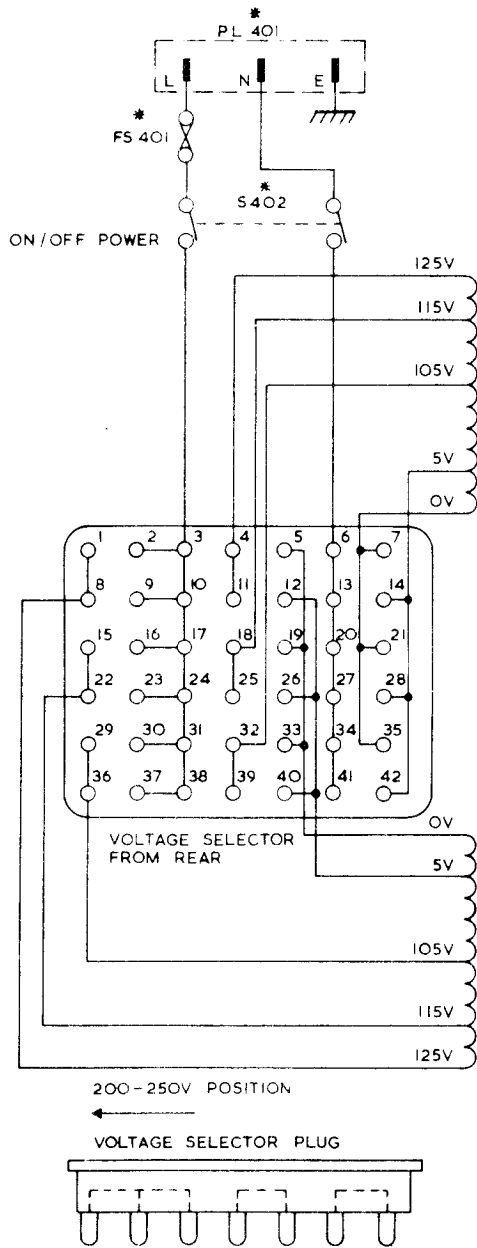 *
PL 401
L N E
*
FS 401
*
S402
ON/OFF POWER
125V
115V
105V
5V
0V
1 2 3 4 5 6 7
8 9 10 11 12 13 14
15 16 17 18 19 20 21
22 23 24 25 26 27 28
29 30 31 32 33 34 35
36 37 38 39 40 41 42
VOLTAGE SELECTOR
FROM REAR
0V
5V
105V
115V
125V
200-250V POSITION
VOLTAGE SELECTOR PLUG